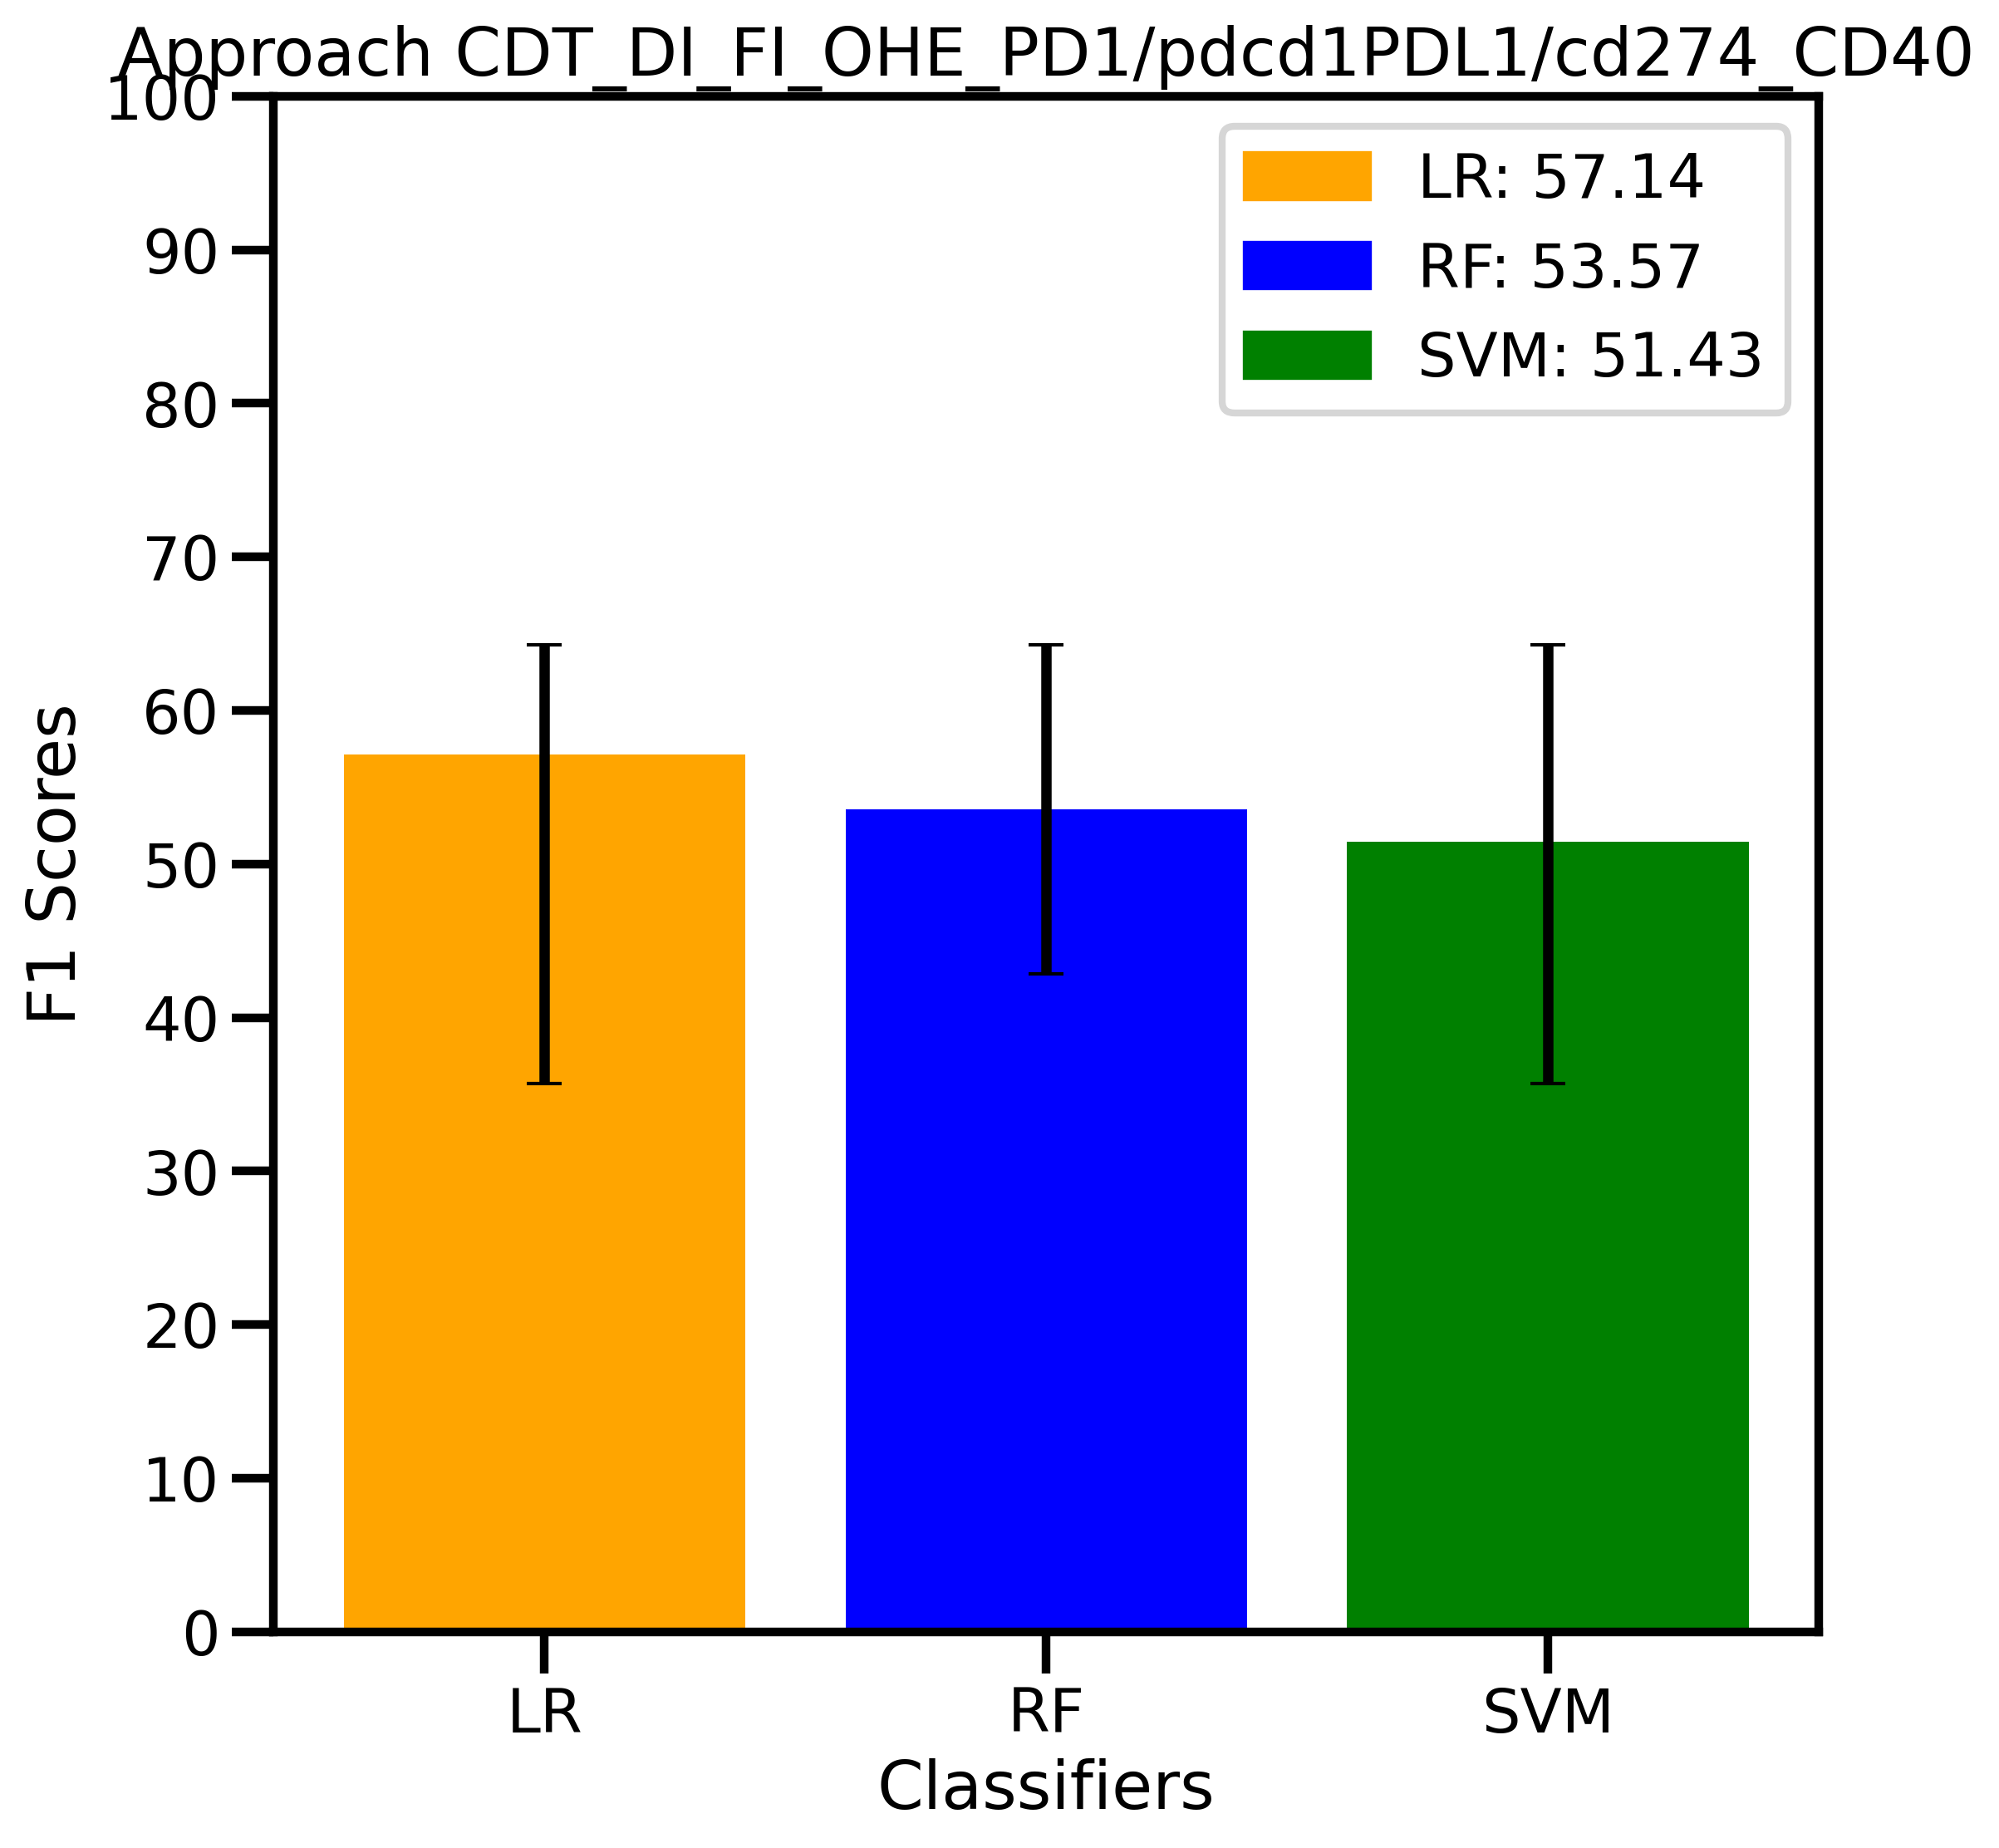 Approach CDT_DI_FI_OHE_PD1/pdcd1PDL1/cd274_CD40
100
90
80
70
60
50
40
30
20
10
0
F1 Scores
LR: 57.14
RF: 53.57
SVM: 51.43
LR RF SVM
Classifiers